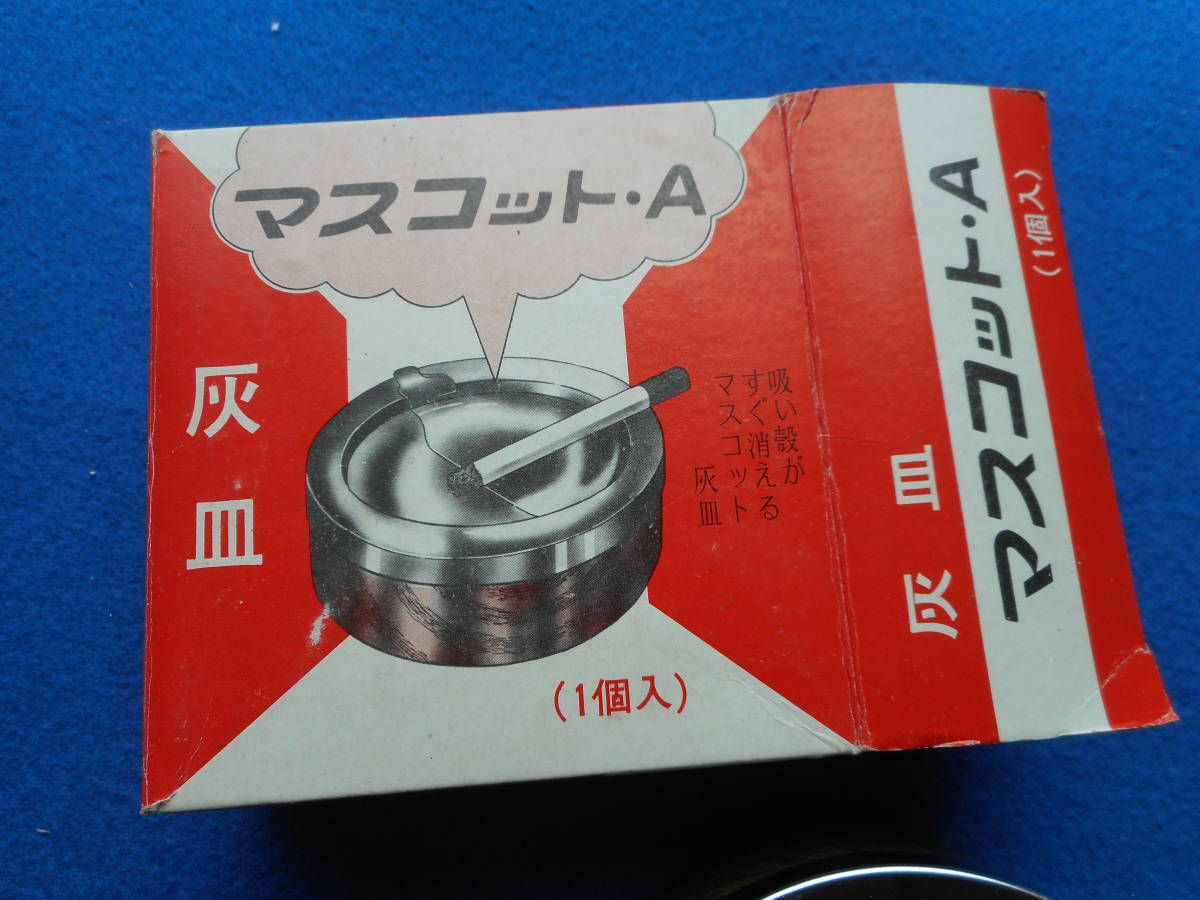 マスコット・A
灰皿
吸い殻が
すぐ消える
マスコット
灰皿
(1個入)
マスコット・A
灰皿
(1個入)